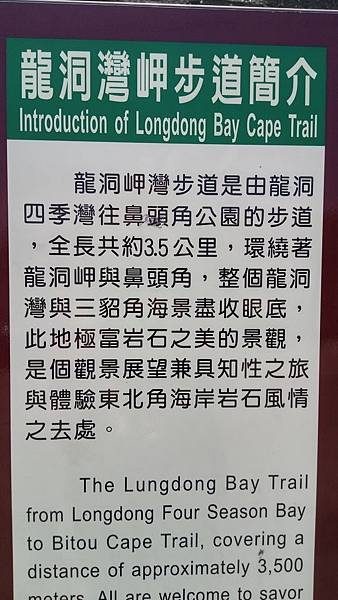 龍洞灣岬步道簡介
Introduction of Longdong Bay Cape Trail
龍洞岬灣步道是由龍洞
四季灣往鼻頭角公園的步道
，全長共約3.5公里，環繞著
龍洞岬與鼻頭角，整個龍洞
灣與三貂角海景盡收眼底，
此地極富岩石之美的景觀，
是個觀景展望兼具知性之旅
與體驗東北角海岸岩石風情
之去處。
The Lungdong Bay Trail
from Longdong Four Season Bay
to Bitou Cape Trail, covering a
distance of approximately 3,500
meters. All are welcome to savor